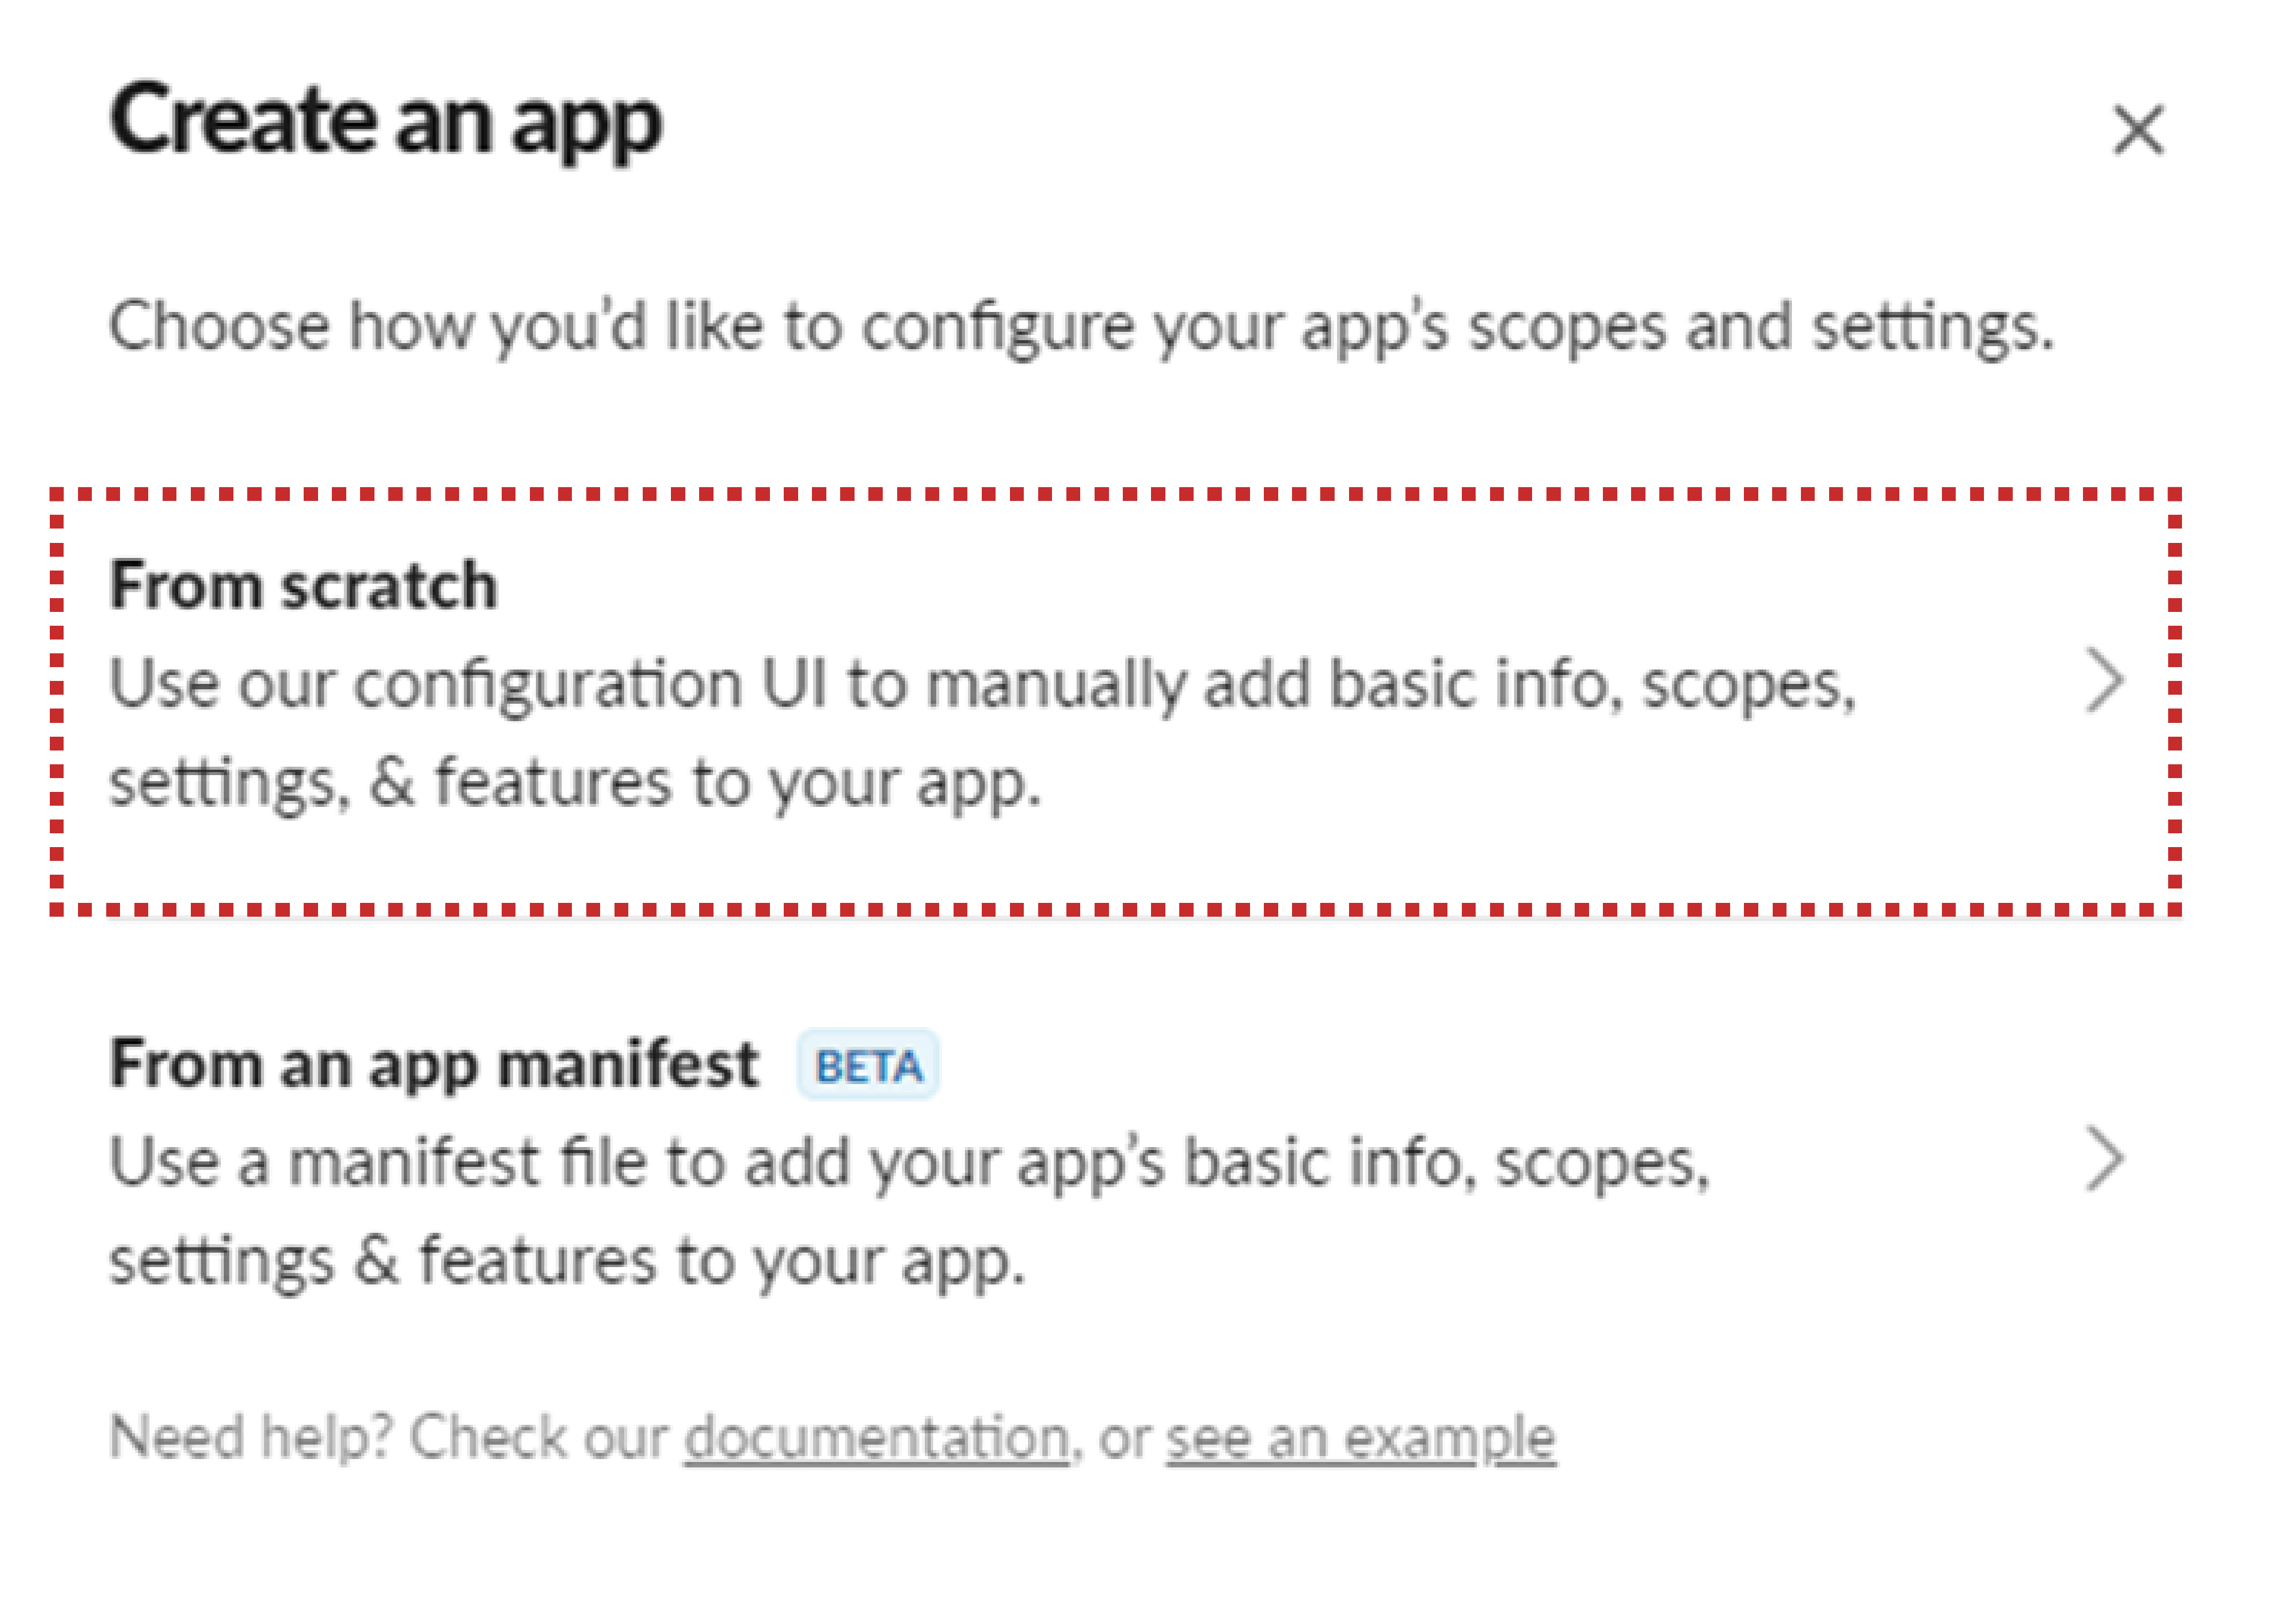 Create an app
Choose how you’d like to configure your app’s scopes and settings.
From scratch
Use our configuration UI to manually add basic info, scopes,
settings, & features to your app.
From an app manifest BETA
Use a manifest file to add your app’s basic info, scopes,
settings & features to your app.
Need help? Check our documentation, or see an example